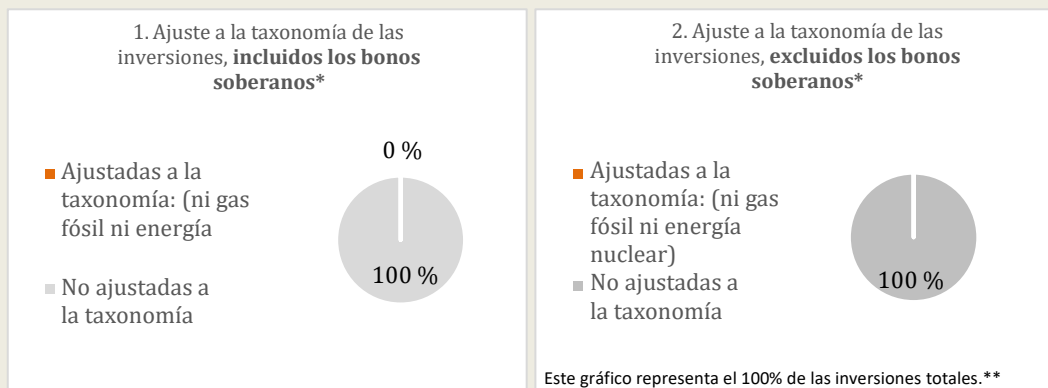 1. Ajuste a la taxonomía de las
inversiones, incluidos los bonos
soberanos*
0 %
Ajustadas a la
taxonomía: (ni gas
fósil ni energía
100 %
No ajustadas a
la taxonomía
2. Ajuste a la taxonomía de las
inversiones, excluidos los bonos
soberanos*
Ajustadas a la
taxonomía: (ni gas
fósil ni energía
nuclear)
100 %
No ajustadas a
la taxonomía
Este gráfico representa el 100% de las inversiones totales.**